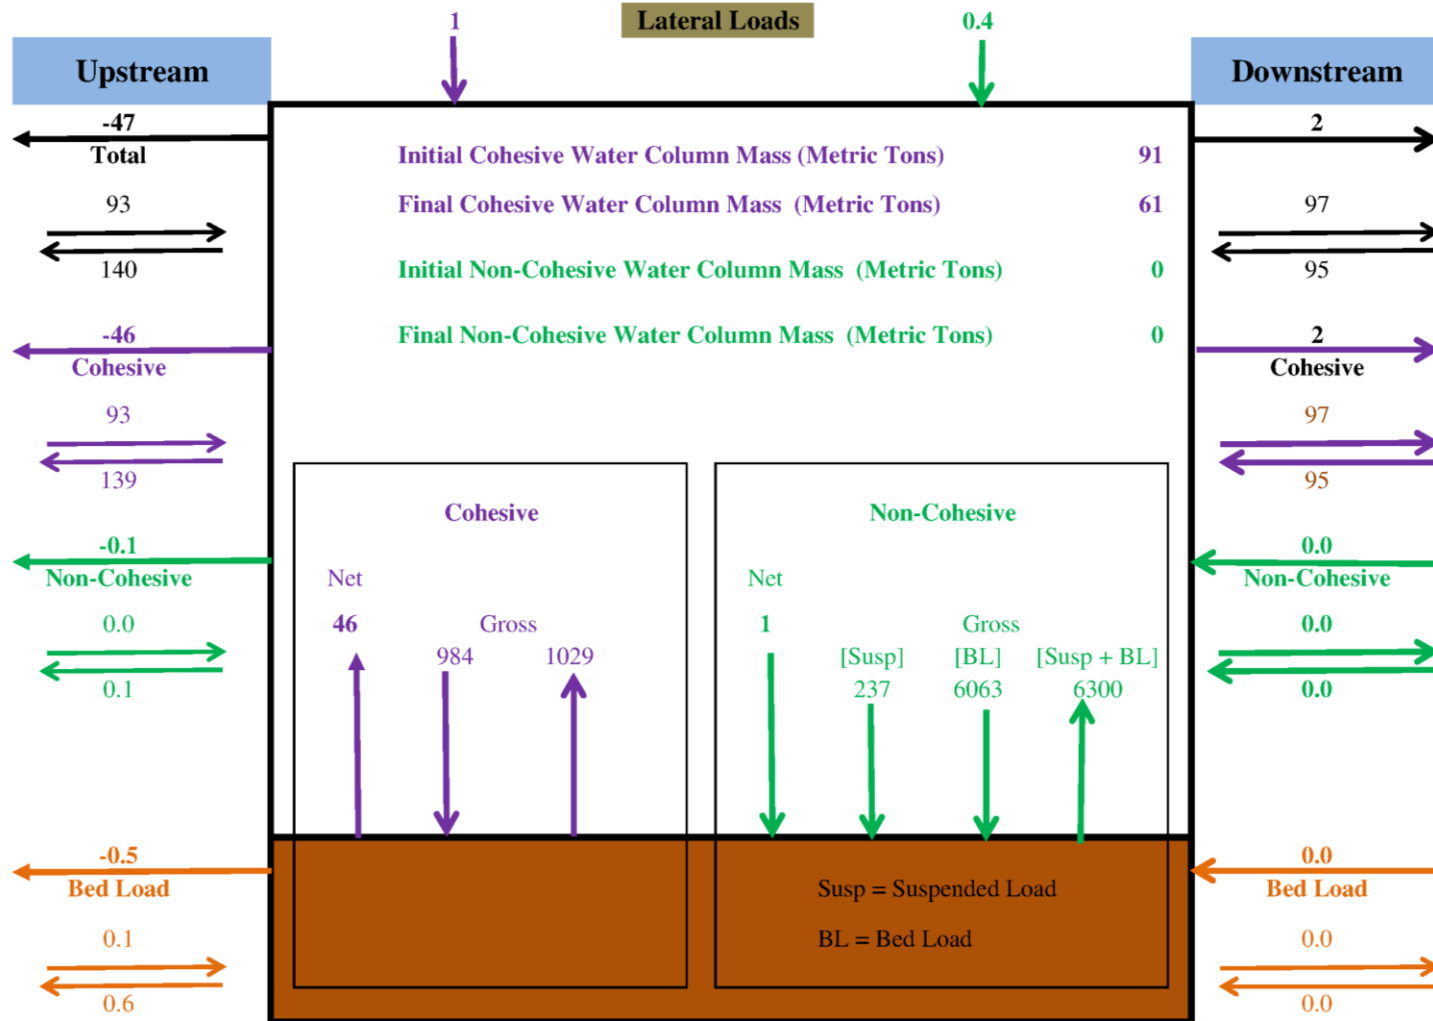 1
Lateral Loads
0.4
Upstream
Downstream
-47
Total
93
140
-46
Cohesive
93
139
-0.1
Non-Cohesive
0.0
0.1
-0.5
Bed Load
0.1
0.6
Initial Cohesive Water Column Mass (Metric Tons) 91
Final Cohesive Water Column Mass (Metric Tons) 61
Initial Non-Cohesive Water Column Mass (Metric Tons) 0
Final Non-Cohesive Water Column Mass (Metric Tons) 0
Cohesive
Net
46
Gross
984
1029
Non-Cohesive
Net
1
Gross
[Susp] [BL] [Susp + BL]
237 6063 6300
Susp = Suspended Load
BL = Bed Load
2
97
95
2
Cohesive
97
95
0.0
Non-Cohesive
0.0
0.0
0.0
Bed Load
0.0
0.0